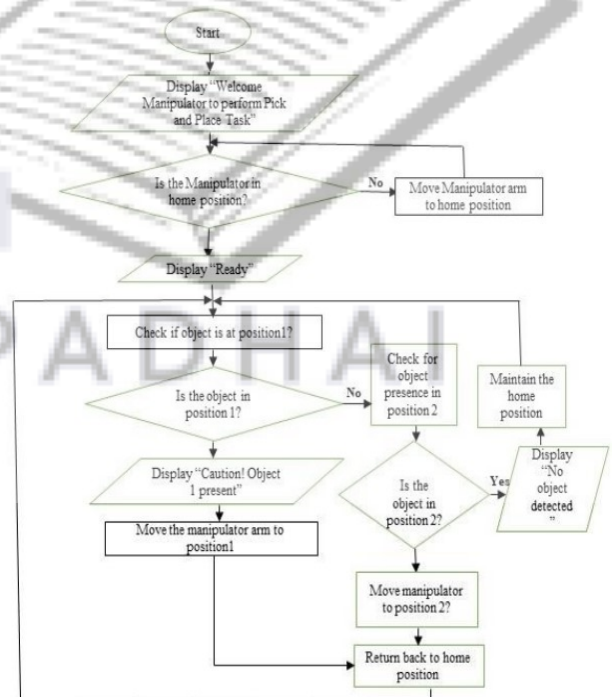 Start
Display “Welcome
Manipulator to perform Pick
and Place Task”
Is the Manipulator in
home position?
No
Move Manipulator arm
to home position
Display “Ready”
PADHAI
Check if object is at position1?
Is the object in
position 1?
No
Check for
object
presence in
position 2
Maintain the
home
position
Display “Caution! Object
1 present”
Is the
object in
position 2?
Yes
Display
“No
object
detected
”
Move the manipulator arm to
position1
Move manipulator
to position 2?
Return back to home
position